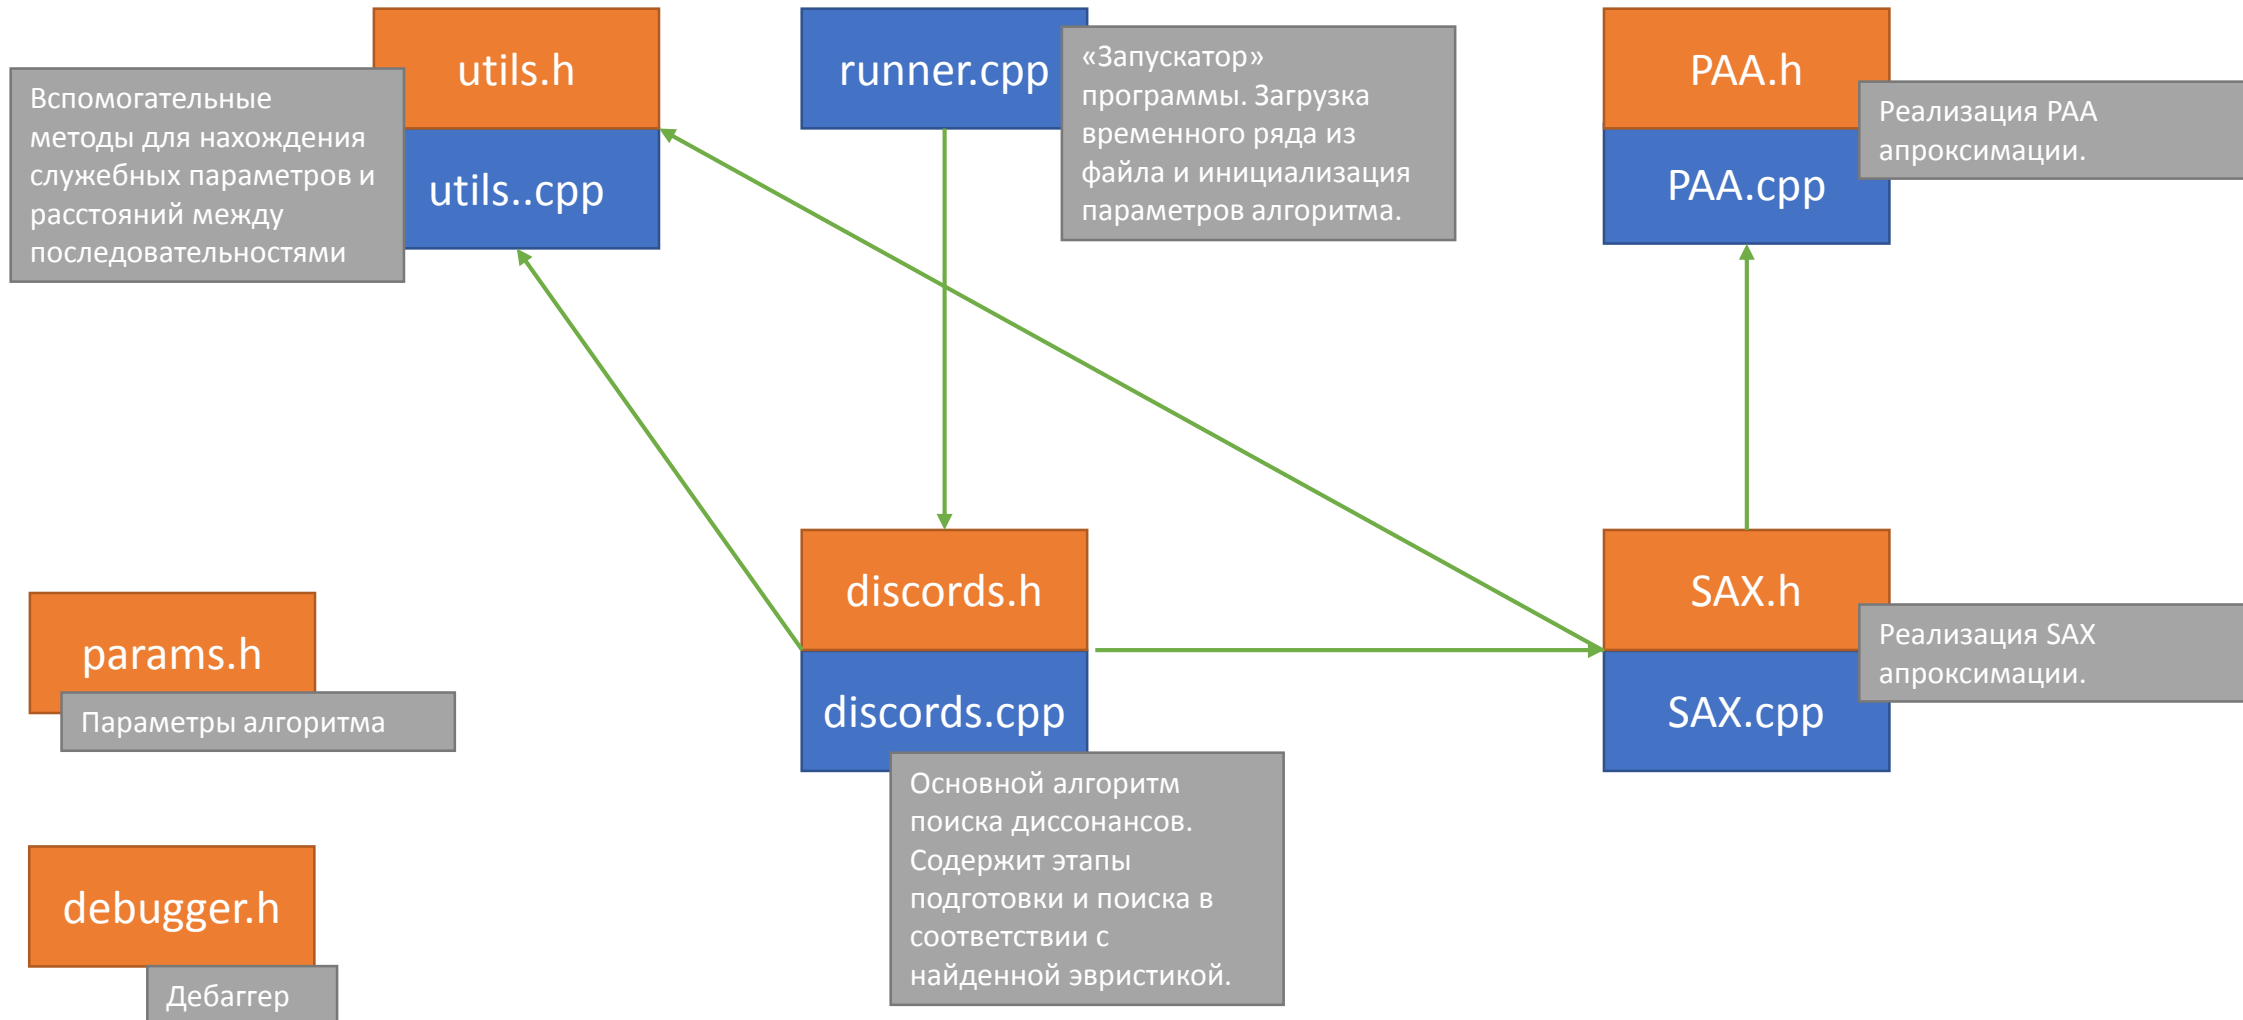 utils.h
utils..cpp
Вспомогательные
методы для нахождения
служебных параметров и
расстояний между
последовательностями
runner.cpp
«Запускатор»
программы. Загрузка
временного ряда из
файла и инициализация
параметров алгоритма.
PAA.h
PAA.cpp
Реализация PAA
апроксимации.
params.h
Параметры алгоритма
discords.h
discords.cpp
Основной алгоритм
поиска диссонансов.
Содержит этапы
подготовки и поиска в
соответствии с
найденной эвристикой.
SAX.h
SAX.cpp
Реализация SAX
апроксимации.
debugger.h
Дебаггер